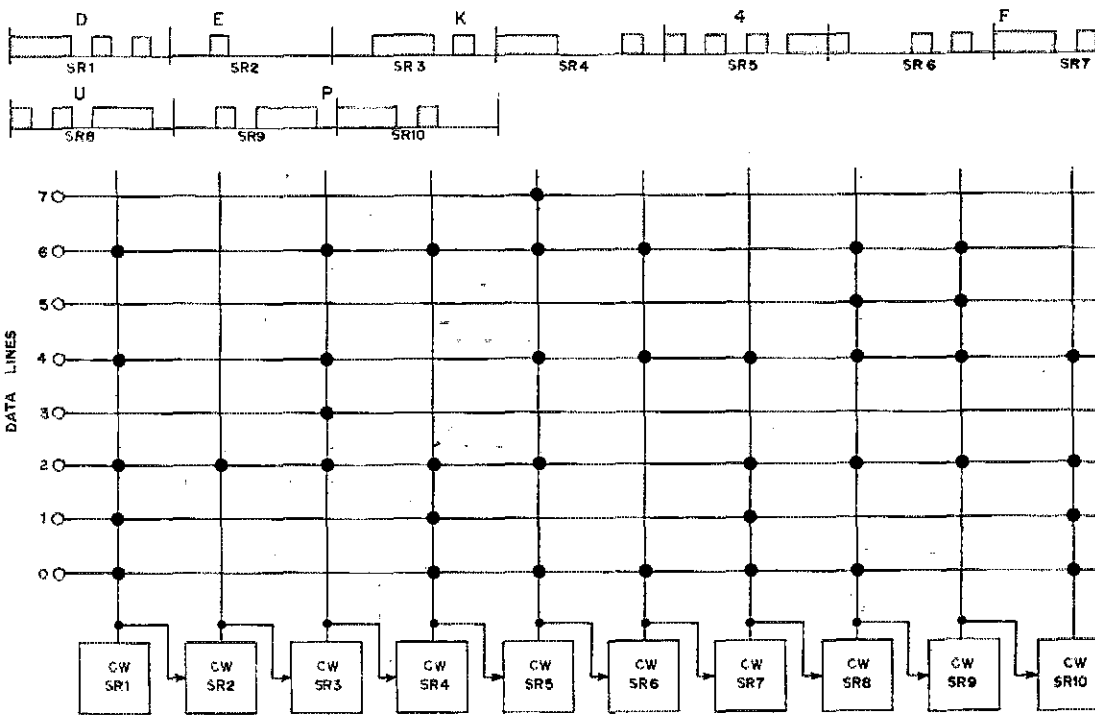 D E K 4 F
SR1 SR2 SR3 SR4 SR5 SR6 SR7
U P
SR8 SR9 SR10
DATA LINES
7
6
5
4
3
2
1
0
CW CW CW CW CW CW CW CW CW CW
SR1 SR2 SR3 SR4 SR5 SR6 SR7 SR8 SR9 SR10